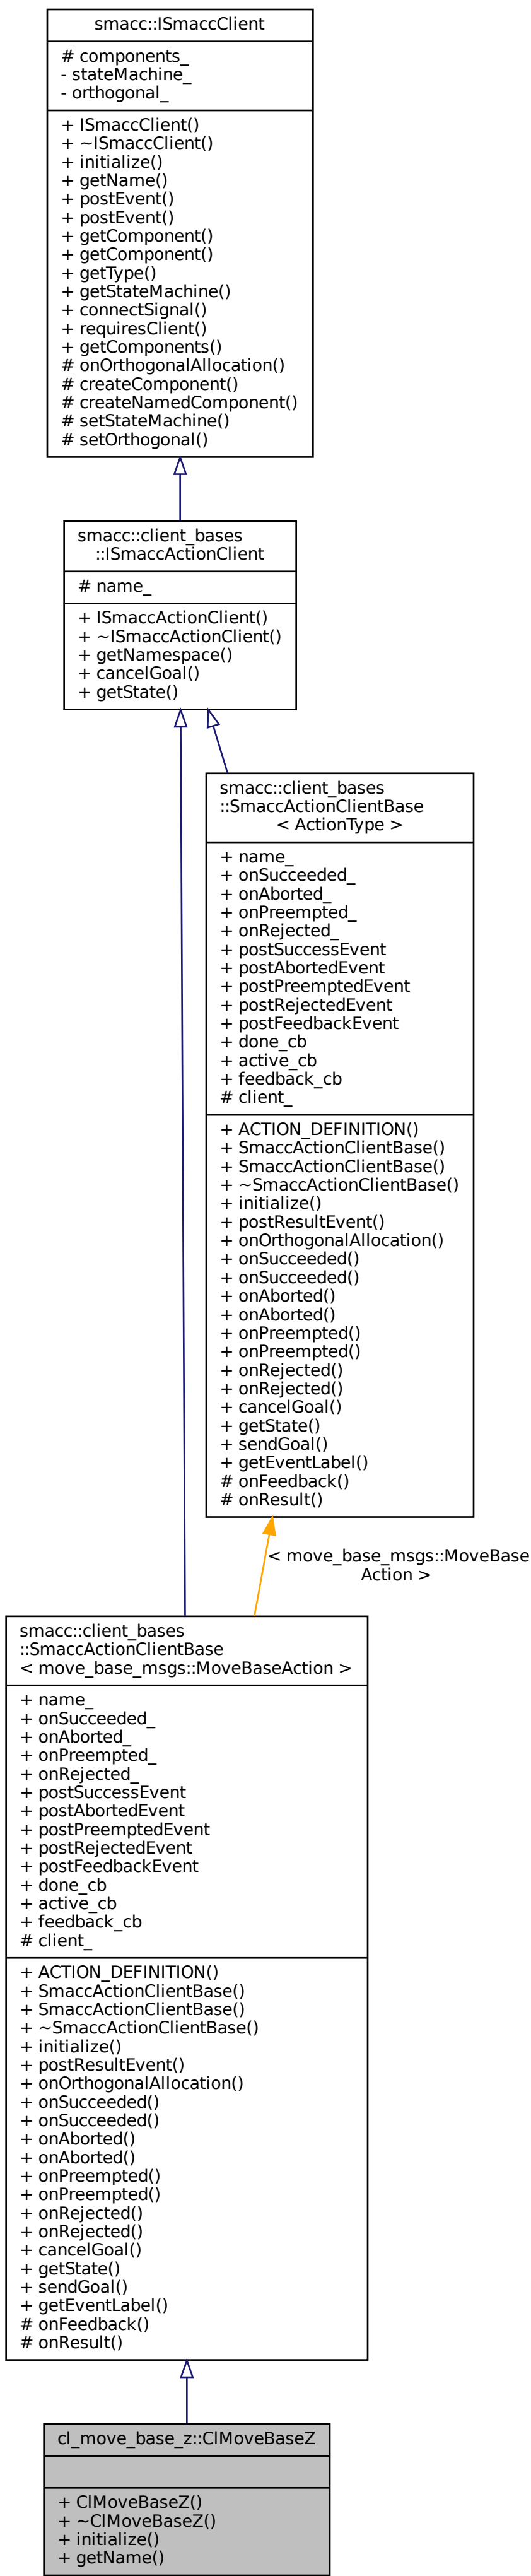 smacc::ISmaccClient
# components_
- stateMachine_
- orthogonal_
+ ISmaccClient()
+ ~ISmaccClient()
+ initialize()
+ getName()
+ postEvent()
+ postEvent()
+ getComponent()
+ getComponent()
+ getType()
+ getStateMachine()
+ connectSignal()
+ requiresClient()
+ getComponents()
# onOrthogonalAllocation()
# createComponent()
# createNamedComponent()
# setStateMachine()
# setOrthogonal()
smacc::client_bases
::ISmaccActionClient
# name_
+ ISmaccActionClient()
+ ~ISmaccActionClient()
+ getNamespace()
+ cancelGoal()
+ getState()
smacc::client_bases
::SmaccActionClientBase
< ActionType >
+ name_
+ onSucceeded_
+ onAborted_
+ onPreempted_
+ onRejected_
+ postSuccessEvent
+ postAbortedEvent
+ postPreemptedEvent
+ postRejectedEvent
+ postFeedbackEvent
+ done_cb
+ active_cb
+ feedback_cb
# client_
+ ACTION_DEFINITION()
+ SmaccActionClientBase()
+ SmaccActionClientBase()
+ ~SmaccActionClientBase()
+ initialize()
+ postResultEvent()
+ onOrthogonalAllocation()
+ onSucceeded()
+ onSucceeded()
+ onAborted()
+ onAborted()
+ onPreempted()
+ onPreempted()
+ onRejected()
+ onRejected()
+ cancelGoal()
+ getState()
+ sendGoal()
+ getEventLabel()
# onFeedback()
# onResult()
< move_base_msgs::MoveBase
Action >
smacc::client_bases
::SmaccActionClientBase
< move_base_msgs::MoveBaseAction >
+ name_
+ onSucceeded_
+ onAborted_
+ onPreempted_
+ onRejected_
+ postSuccessEvent
+ postAbortedEvent
+ postPreemptedEvent
+ postRejectedEvent
+ postFeedbackEvent
+ done_cb
+ active_cb
+ feedback_cb
# client_
+ ACTION_DEFINITION()
+ SmaccActionClientBase()
+ SmaccActionClientBase()
+ ~SmaccActionClientBase()
+ initialize()
+ postResultEvent()
+ onOrthogonalAllocation()
+ onSucceeded()
+ onSucceeded()
+ onAborted()
+ onAborted()
+ onPreempted()
+ onPreempted()
+ onRejected()
+ onRejected()
+ cancelGoal()
+ getState()
+ sendGoal()
+ getEventLabel()
# onFeedback()
# onResult()
cl_move_base_z::ClMoveBaseZ
+ ClMoveBaseZ()
+ ~ClMoveBaseZ()
+ initialize()
+ getName()